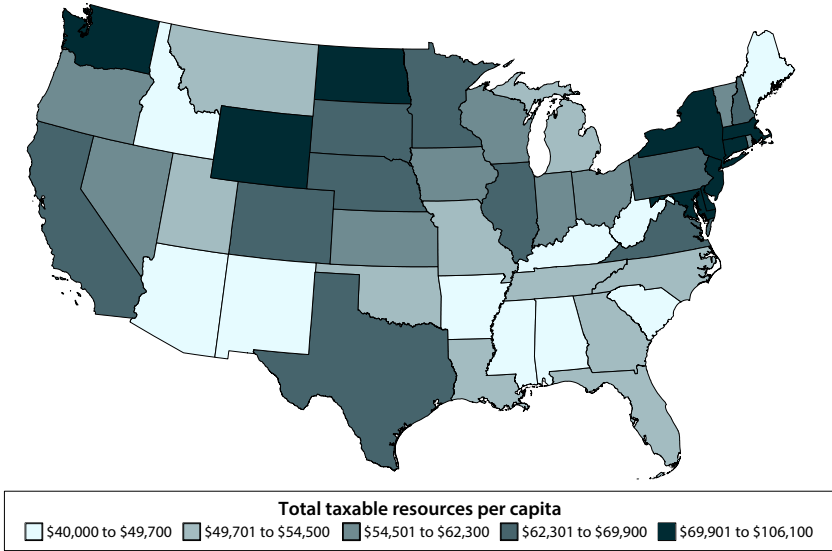 Total taxable resources per capita
$40,000 to $49,700 $49,701 to $54,500 $54,501 to $62,300 $62,301 to $69,900 $69,901 to $106,100